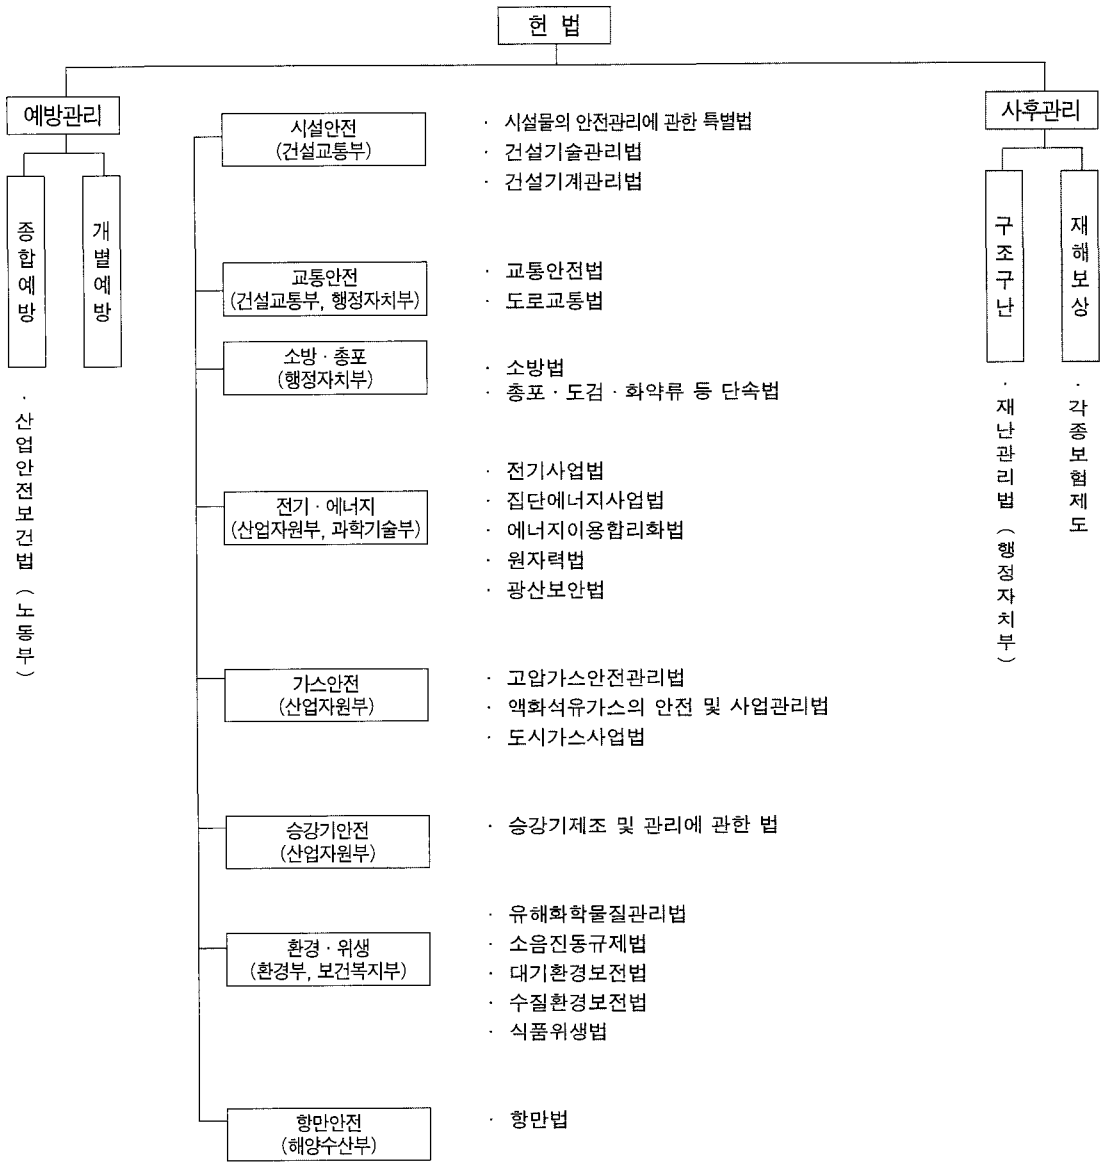 헌 법
예방관리
종합예방
개별예방
· 산업안전보건법 (노동부)
시설안전
(건설교통부)
· 시설물의 안전관리에 관한 특별법
· 건설기술관리법
· 건설기계관리법
교통안전
(건설교통부, 행정자치부)
· 교통안전법
· 도로교통법
소방 · 총포
(행정자치부)
· 소방법
· 총포 · 도검 · 화약류 등 단속법
전기 · 에너지
(산업자원부, 과학기술부)
· 전기사업법
· 집단에너지사업법
· 에너지이용합리화법
· 원자력법
· 광산보안법
가스안전
(산업자원부)
· 고압가스안전관리법
· 액화석유가스의 안전 및 사업관리법
· 도시가스사업법
승강기안전
(산업자원부)
· 승강기제조 및 관리에 관한 법
환경 · 위생
(환경부, 보건복지부)
· 유해화학물질관리법
· 소음진동규제법
· 대기환경보전법
· 수질환경보전법
· 식품위생법
항만안전
(해양수산부)
· 항만법
사후관리
구조구난
재해보상
· 재난관리법 (행정자치부)
· 각종보험제도